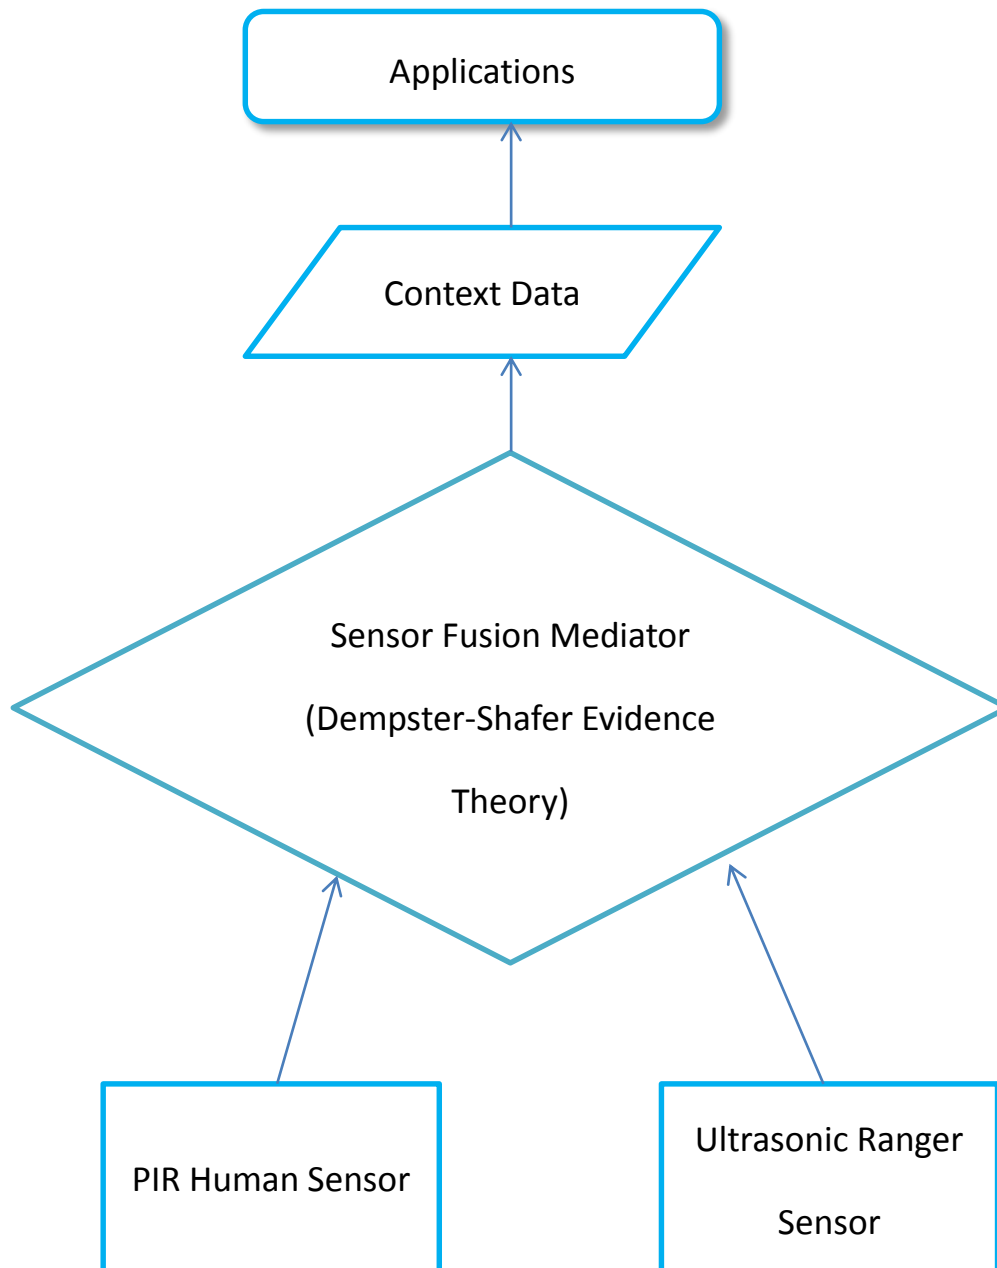 Applications
Context Data
Sensor Fusion Mediator
(Dempster-Shafer Evidence
Theory)
PIR Human Sensor
Ultrasonic Ranger
Sensor